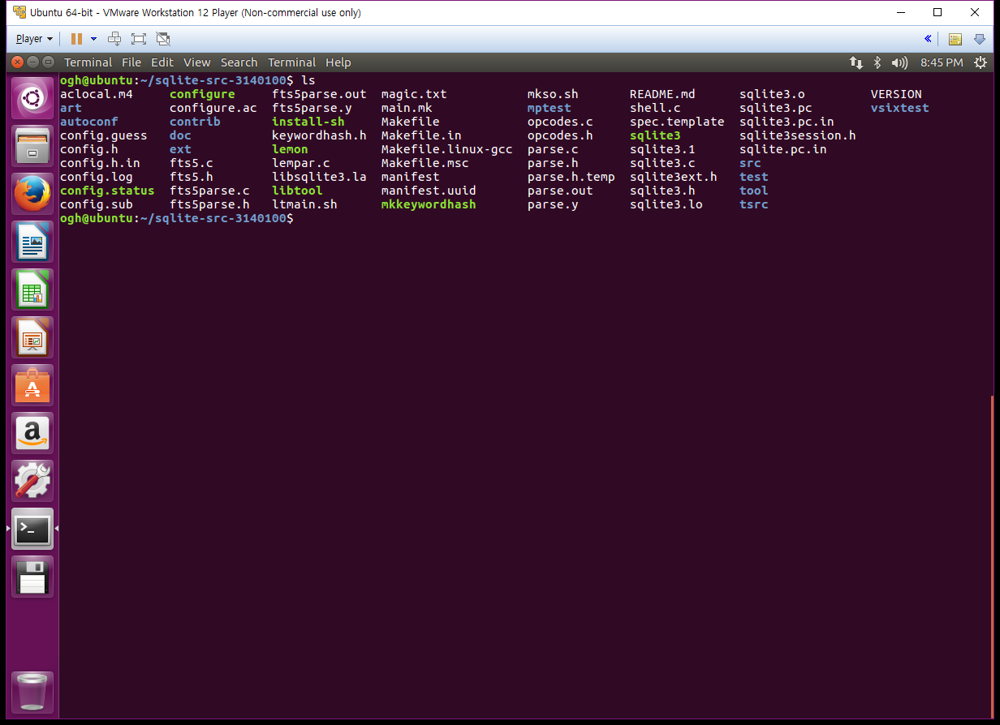 Ubuntu 64-bit - VMware Workstation 12 Player (Non-commercial use only)
Player
Terminal File Edit View Search Terminal Help 8:45 PM
ogh@ubuntu:~/sqlite-src-3140100$ ls
aclocal.m4 configure fts5parse.out magic.txt mkso.sh README.md sqlite3.o VERSION
art configure.ac fts5parse.y main.mk mptest shell.c sqlite3.pc vsixtest
autoconf contrib install-sh Makefile opcodes.c spec.template sqlite3.pc.in
config.guess doc keywordhash.h Makefile.in opcodes.h sqlite3 sqlite3session.h
config.h ext lemon Makefile.linux-gcc parse.c sqlite3.1 sqlite.pc.in
config.h.in fts5.c lempar.c Makefile.msc parse.h sqlite3.c src
config.log fts5.h libsqlite3.la manifest parse.h.temp sqlite3ext.h test
config.status fts5parse.c libtool manifest.uuid parse.out sqlite3.h tool
config.sub fts5parse.h ltmain.sh mkkeywordhash parse.y sqlite3.lo tsrc
ogh@ubuntu:~/sqlite-src-3140100$